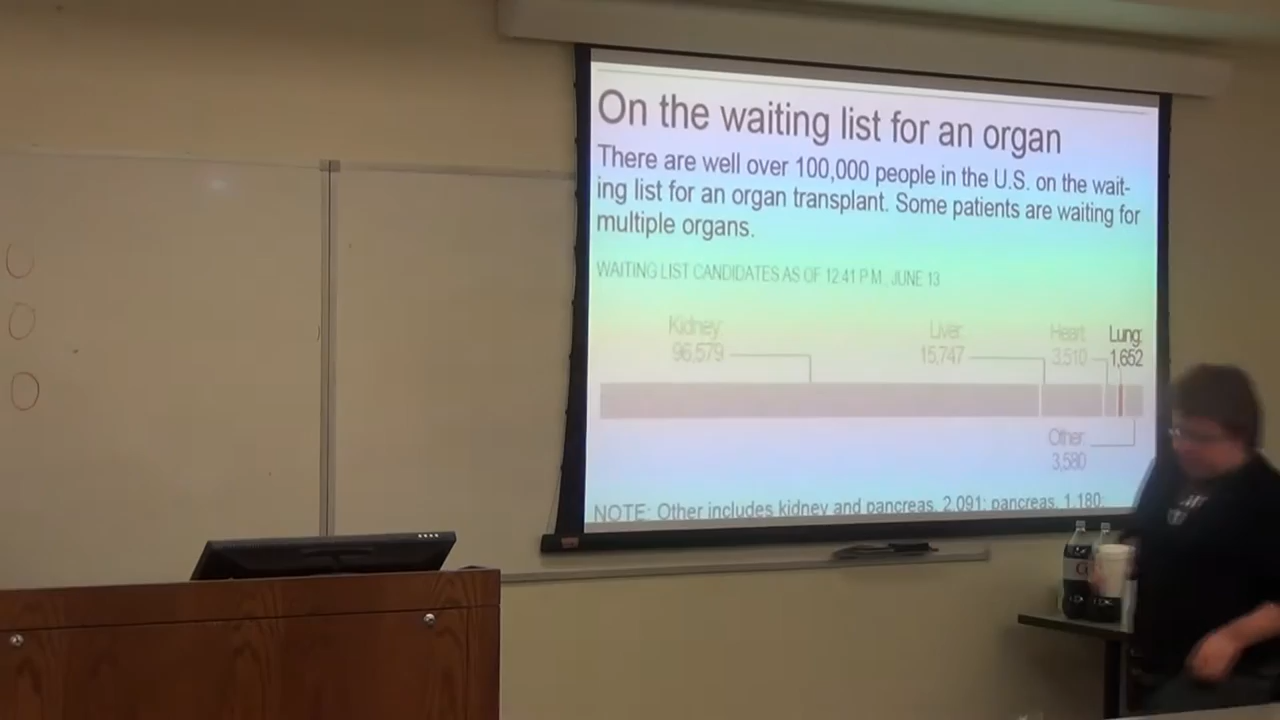 On the waiting list for an organ
There are well over 100,000 people in the U.S. on the wait-
ing list for an organ transplant. Some patients are waiting for
multiple organs.
WAITING LIST CANDIDATES AS OF 12:41 P.M. JUNE 13
Kidney: Liver: Heart: Lung:
96,579 15,747 3,510 1,652
Other:
3,580
NOTE: Other includes kidney and pancreas, 2,091; pancreas, 1,180;